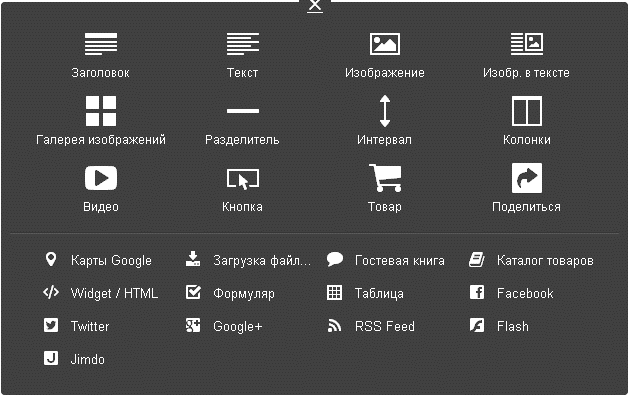 Заголовок Текст Изображение Изобр. в тексте
Галерея изображений Разделитель Интервал Колонки
Видео Кнопка Товар Поделиться
Карты Google Загрузка файл... Гостевая книга Каталог товаров
Widget / HTML Формуляр Таблица Facebook
Twitter Google+ RSS Feed Flash
Jimdo